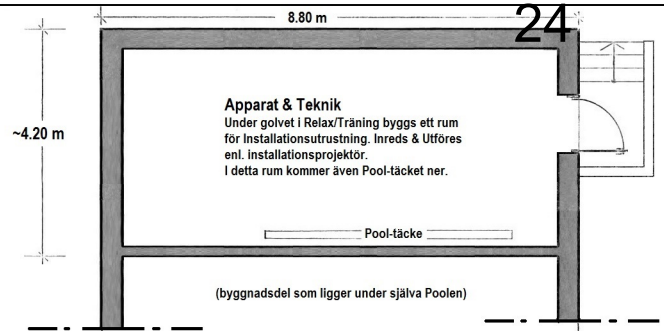 8.80 m
24
~4.20 m
Apparat & Teknik
Under golvet i Relax/Träning byggs ett rum
för Installationsutrustning. Inreds & Utföres
enl. installationsprojektör.
I detta rum kommer även Pool-täcket ner.
Pool-täcke
(byggnadsdel som ligger under själva Poolen)